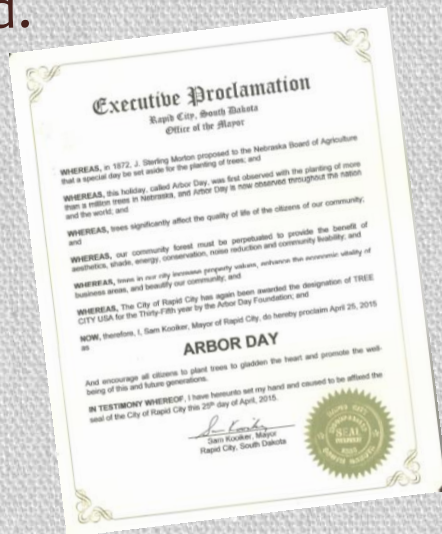 d.
Executive Proclamation
Rapid City, South Dakota
Office of the Mayor
WHEREAS, in 1872, J. Sterling Morton proposed to the Nebraska Board of Agriculture
that a special day be set aside for the planting of trees; and
WHEREAS, this holiday, called Arbor Day, was first observed with the planting of more
than a million trees in Nebraska, and Arbor Day is now observed throughout the nation
and the world; and
WHEREAS, trees significantly affect the quality of life of the citizens of our community;
and
WHEREAS, our community forest must be perpetuated to provide the benefit of
aesthetics, shade, energy, conservation, noise reduction and community livability; and
WHEREAS, trees in our city increase property values, enhance the economic vitality of
business areas, and beautify our community; and
WHEREAS, The City of Rapid City has again been awarded the designation of TREE
CITY USA for the Thirty-Fifth year by the Arbor Day Foundation; and
NOW, therefore, I, Sam Kooiker, Mayor of Rapid City, do hereby proclaim April 25, 2015
as
ARBOR DAY
And encourage all citizens to plant trees to gladden the heart and promote the well-
being of this and future generations.
IN TESTIMONY WHEREOF, I have hereunto set my hand and caused to be affixed the
seal of the City of Rapid City this 25th day of April, 2015.
Sam Kooiker, Mayor
Rapid City, South Dakota
SEAL